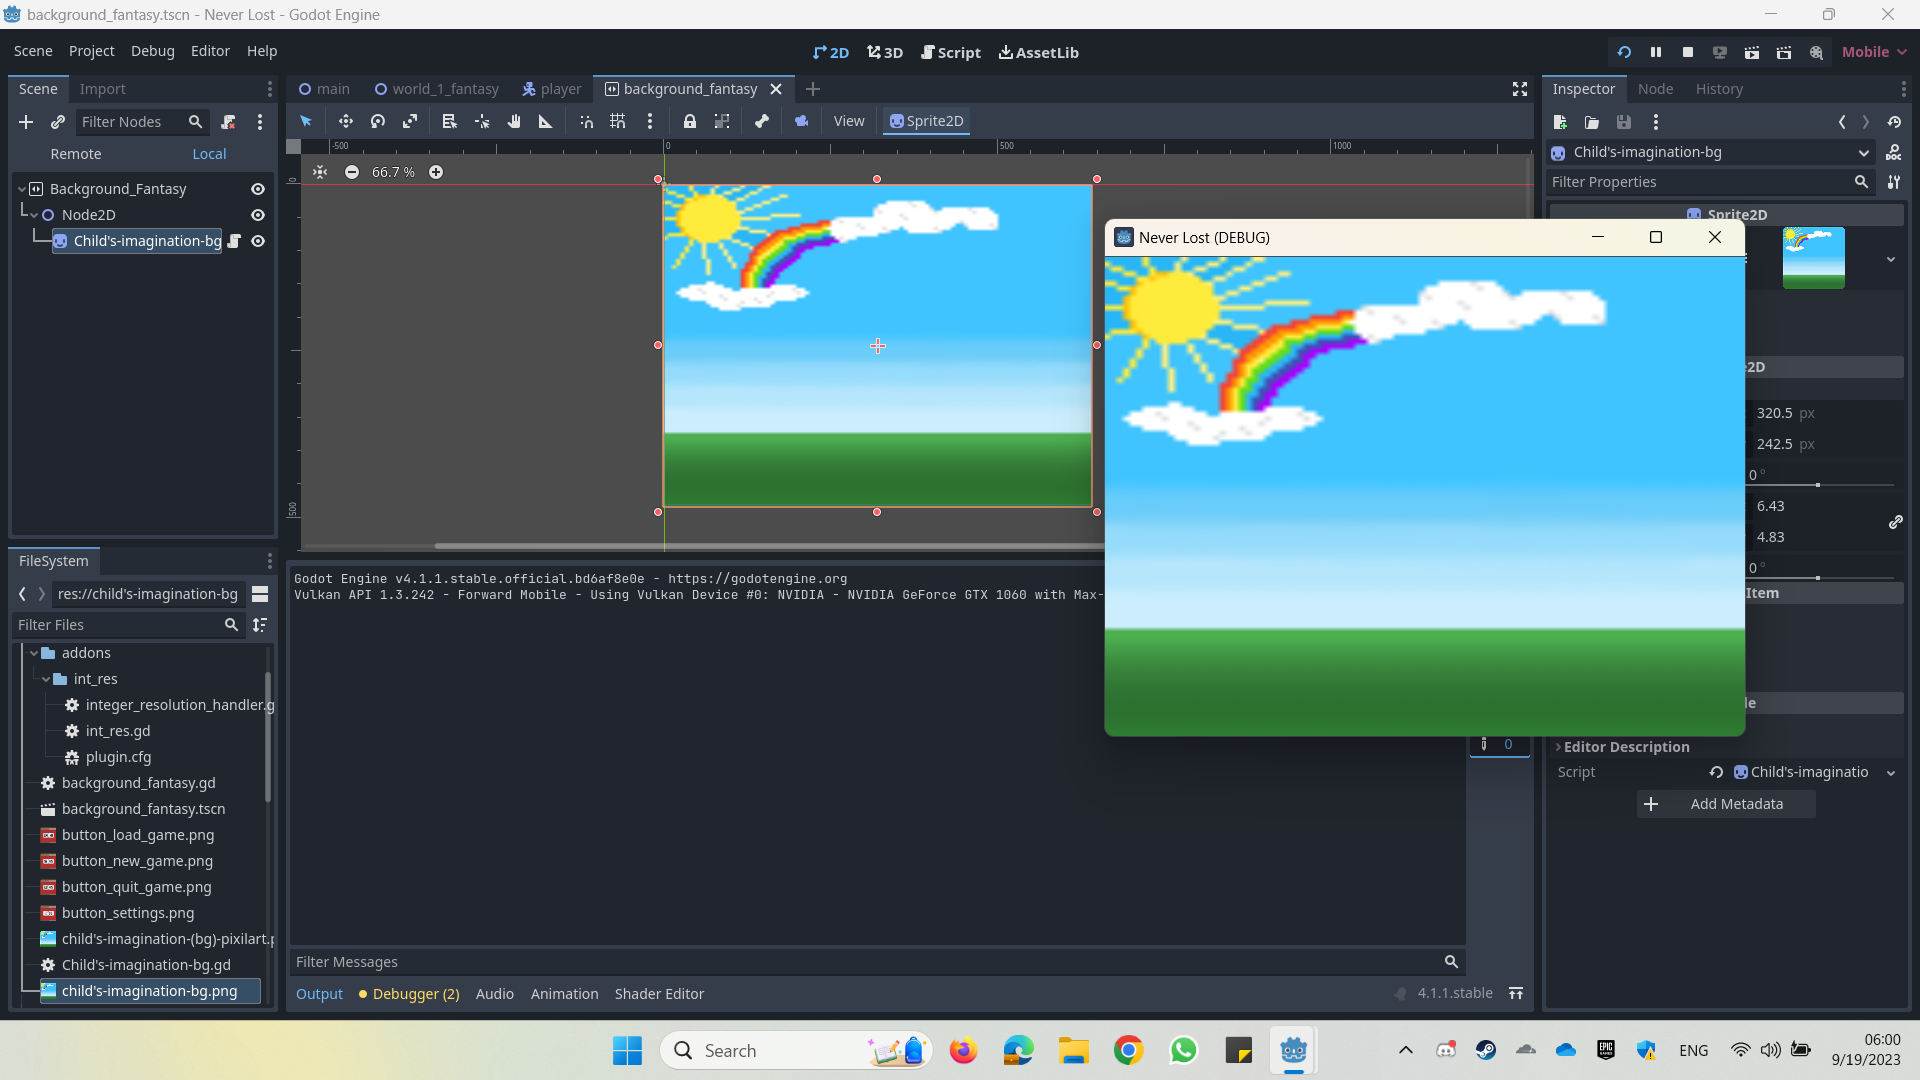 background_fantasy.tscn - Never Lost - Godot Engine
Scene Project Debug Editor Help
2D 3D Script AssetLib
Mobile
Scene Import
main world_1_fantasy player background_fantasy
Inspector Node History
Filter Nodes
View Sprite2D
Remote Local
-500 0 500 1000
Child's-imagination-bg
Filter Properties
66.7 %
0
500
Background_Fantasy
Node2D
Child's-imagination-bg
Sprite2D
Never Lost (DEBUG)
320.5 px
242.5 px
0 °
6.43
4.83
0 °
Item
Editor Description
Script Child's-imaginatio
Add Metadata
0
FileSystem
res://child's-imagination-bg
Filter Files
addons
int_res
integer_resolution_handler.g
int_res.gd
plugin.cfg
background_fantasy.gd
background_fantasy.tscn
button_load_game.png
button_new_game.png
button_quit_game.png
button_settings.png
child's-imagination-(bg)-pixilart.p
Child's-imagination-bg.gd
child's-imagination-bg.png
Godot Engine v4.1.1.stable.official.bd6af8e0e - https://godotengine.org
Vulkan API 1.3.242 - Forward Mobile - Using Vulkan Device #0: NVIDIA - NVIDIA GeForce GTX 1060 with Max-
Filter Messages
Output Debugger (2) Audio Animation Shader Editor
4.1.1.stable
Search
ENG
06:00
9/19/2023